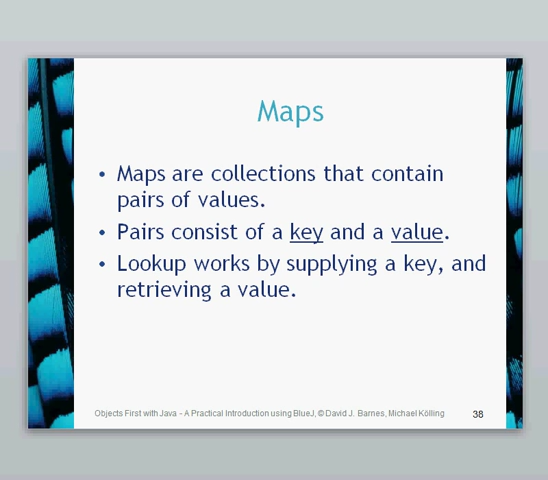 Maps
• Maps are collections that contain
pairs of values.
• Pairs consist of a key and a value.
• Lookup works by supplying a key, and
retrieving a value.
Objects First with Java - A Practical Introduction using BlueJ, © David J. Barnes, Michael Kölling
38